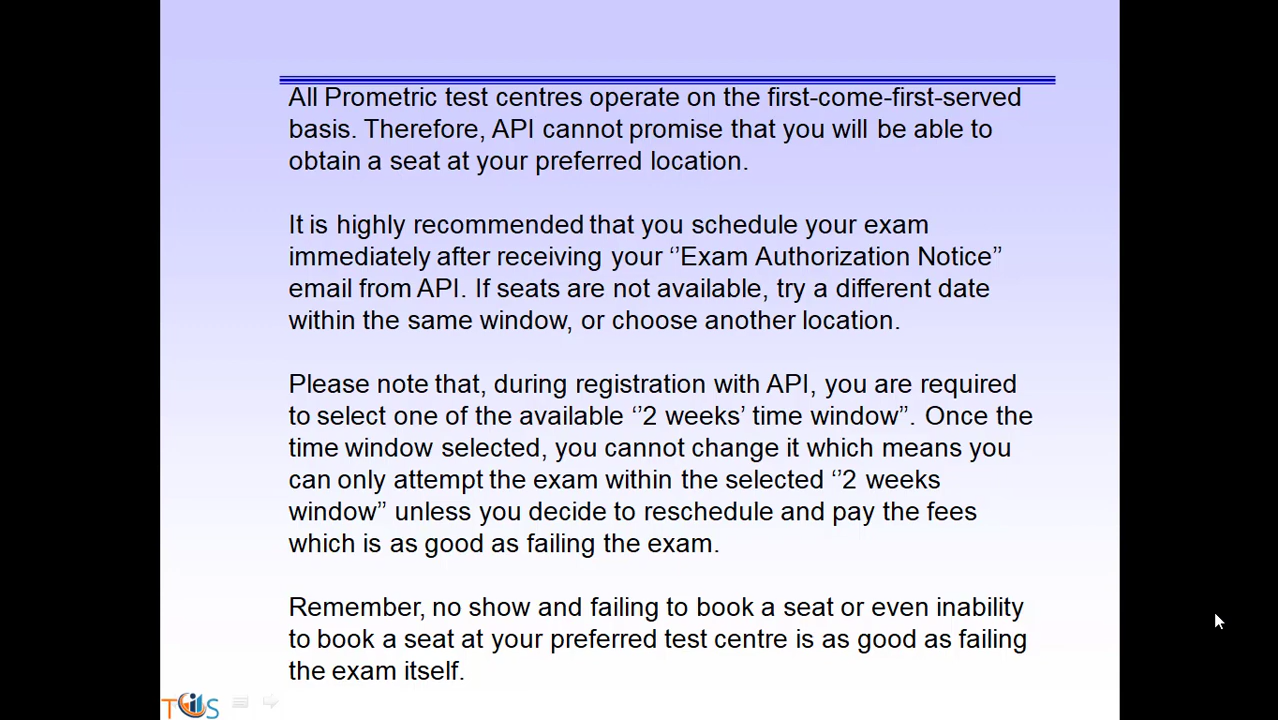 All Prometric test centres operate on the first-come-first-served
basis. Therefore, API cannot promise that you will be able to
obtain a seat at your preferred location.
It is highly recommended that you schedule your exam
immediately after receiving your ‘’Exam Authorization Notice’’
email from API. If seats are not available, try a different date
within the same window, or choose another location.
Please note that, during registration with API, you are required
to select one of the available ‘’2 weeks’ time window’’. Once the
time window selected, you cannot change it which means you
can only attempt the exam within the selected ‘’2 weeks
window’’ unless you decide to reschedule and pay the fees
which is as good as failing the exam.
Remember, no show and failing to book a seat or even inability
to book a seat at your preferred test centre is as good as failing
the exam itself.